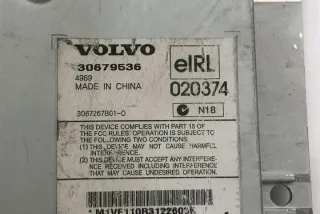 VOLVO
30679536
4969
MADE IN CHINA
eIRL
020374
N18
3087267B01-0
THIS DEVICE COMPLIES WITH PART 15 OF
THE FCC RULES. OPERATION IS SUBJECT TO
THE FOLLOWING TWO CONDITIONS:
(1) THIS DEVICE MAY NOT CAUSE HARMFUL
INTERFERENCE.
(2) THIS DEVICE MUST ACCEPT ANY INTERFERE-
NCE RECEIVED INCLUDING INTERFERENCE
THAT MAY CAUSE UNDESIRED OPERATION.